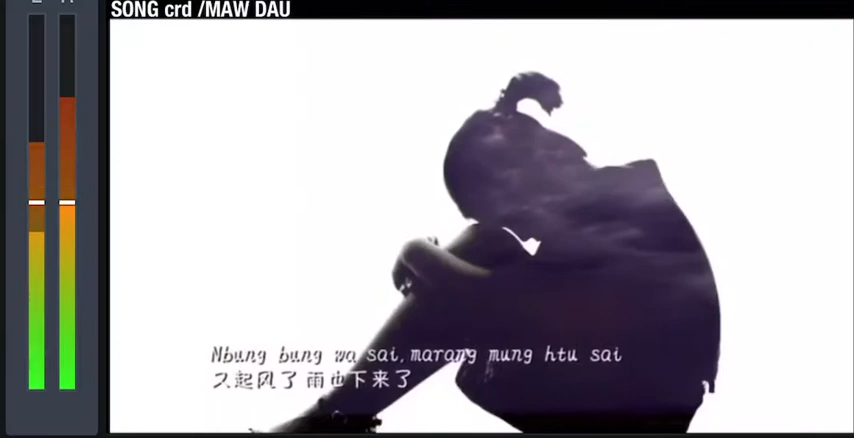 SONG crd /MAW DAU
Nbung bung wa sai, marang mung htu sai
又起风了 雨也下来了